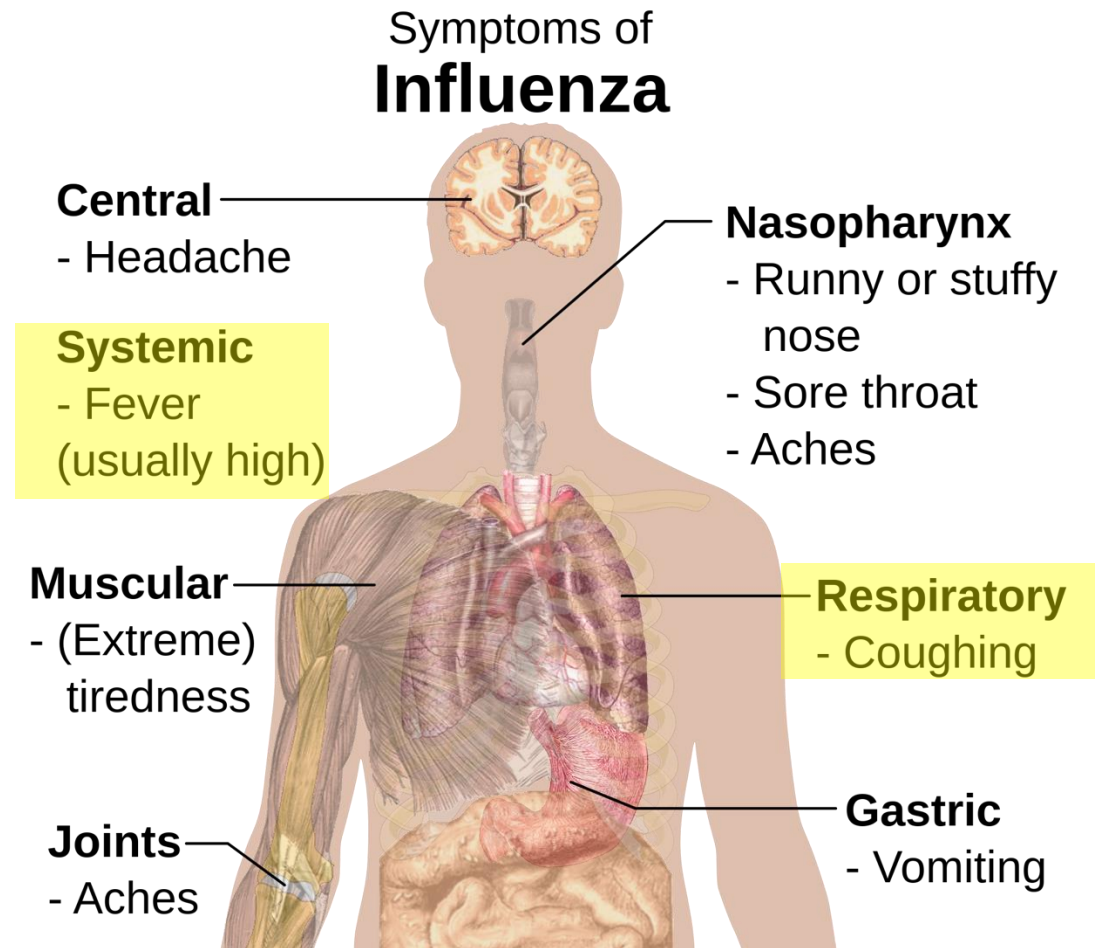 Symptoms of
Influenza
Central
- Headache
Systemic
- Fever
(usually high)
Muscular
- (Extreme)
tiredness
Joints
- Aches
Nasopharynx
- Runny or stuffy
nose
- Sore throat
- Aches
Respiratory
- Coughing
Gastric
- Vomiting